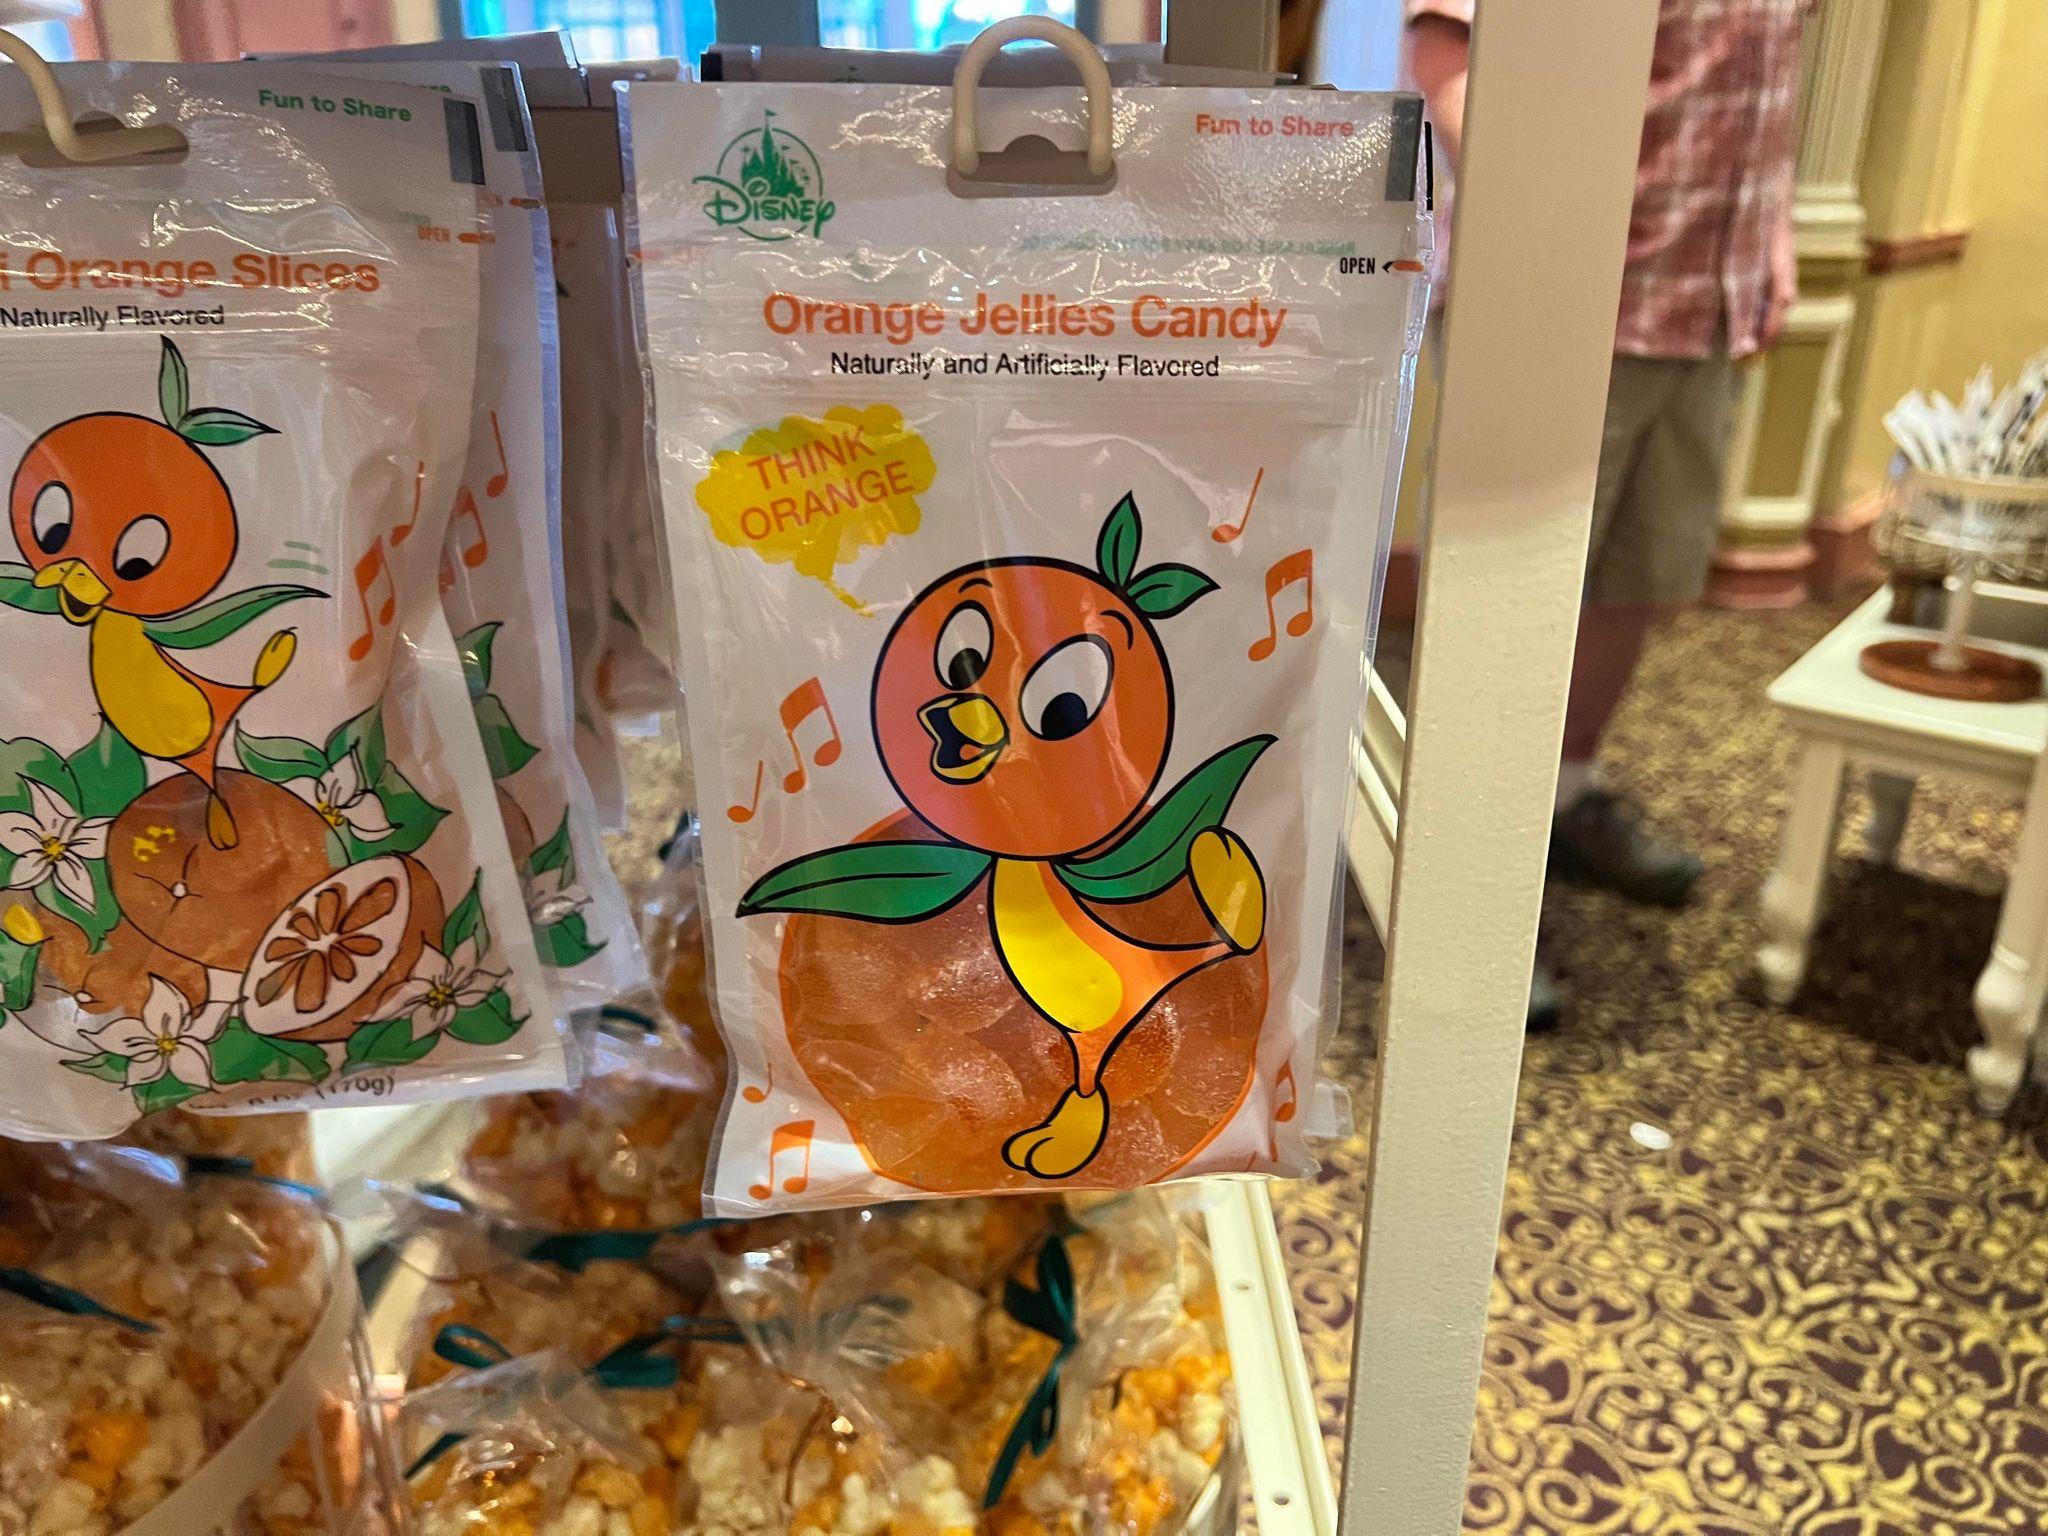 Fun to Share
OPEN
i Orange Slices
Naturally Flavored
(170g)
Disney
Fun to Share
OPEN
Orange Jellies Candy
Naturally and Artificially Flavored
THINK
ORANGE